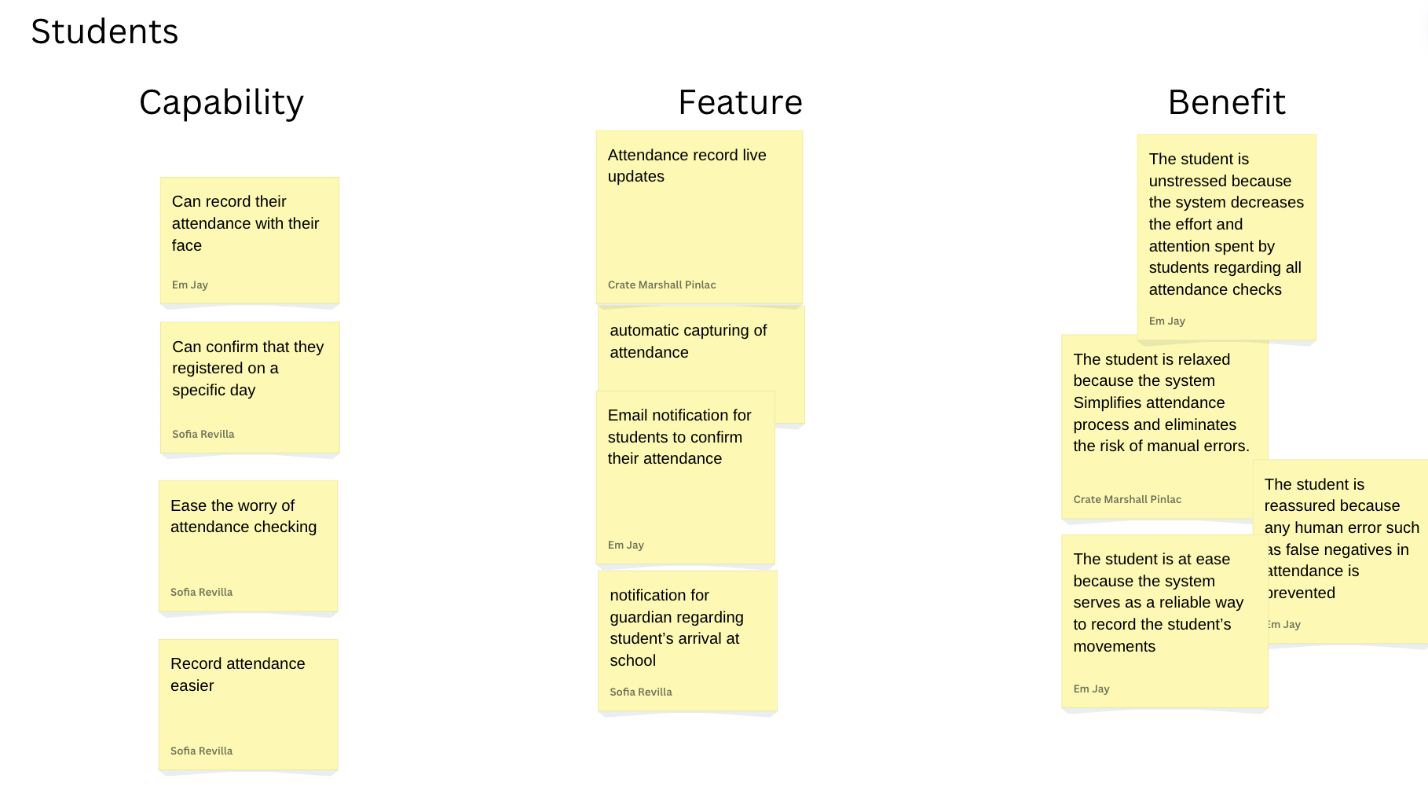 Students
Capability
Can record their
attendance with their
face
Em Jay
Can confirm that they
registered on a
specific day
Sofia Revilla
Ease the worry of
attendance checking
Sofia Revilla
Record attendance
easier
Sofia Revilla
Feature
Attendance record live
updates
Crate Marshall Pinlac
automatic capturing of
attendance
Email notification for
students to confirm
their attendance
Em Jay
notification for
guardian regarding
student’s arrival at
school
Sofia Revilla
Benefit
The student is
unstressed because
the system decreases
the effort and
attention spent by
students regarding all
attendance checks
Em Jay
The student is relaxed
because the system
Simplifies attendance
process and eliminates
the risk of manual errors.
Crate Marshall Pinlac
The student is
reassured because
any human error such
as false negatives in
attendance is
prevented
Em Jay
The student is at ease
because the system
serves as a reliable way
to record the student’s
movements
Em Jay